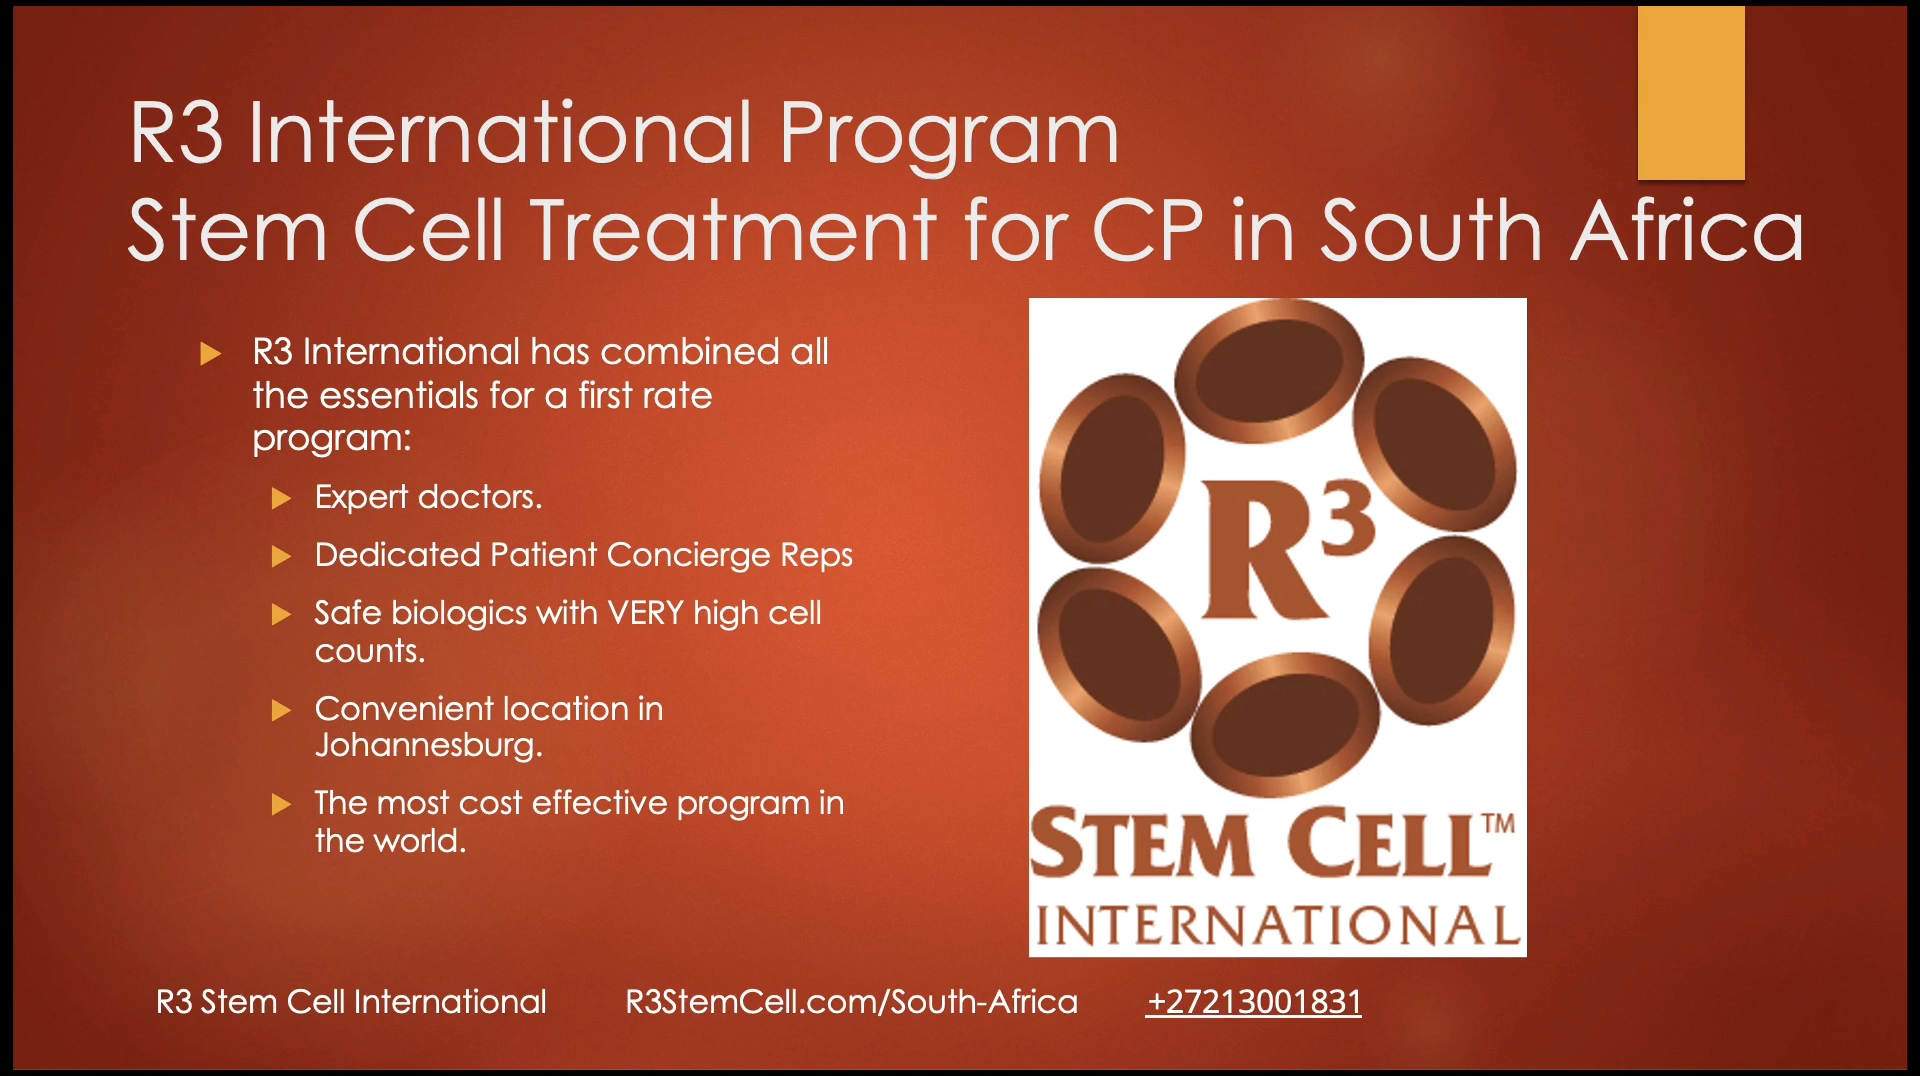 R3 International Program
Stem Cell Treatment for CP in South Africa
R3 International has combined all
the essentials for a first rate
program:
Expert doctors.
Dedicated Patient Concierge Reps
Safe biologics with VERY high cell
counts.
Convenient location in
Johannesburg.
The most cost effective program in
the world.
R3
STEM CELL™
INTERNATIONAL
R3 Stem Cell International R3StemCell.com/South-Africa +27213001831